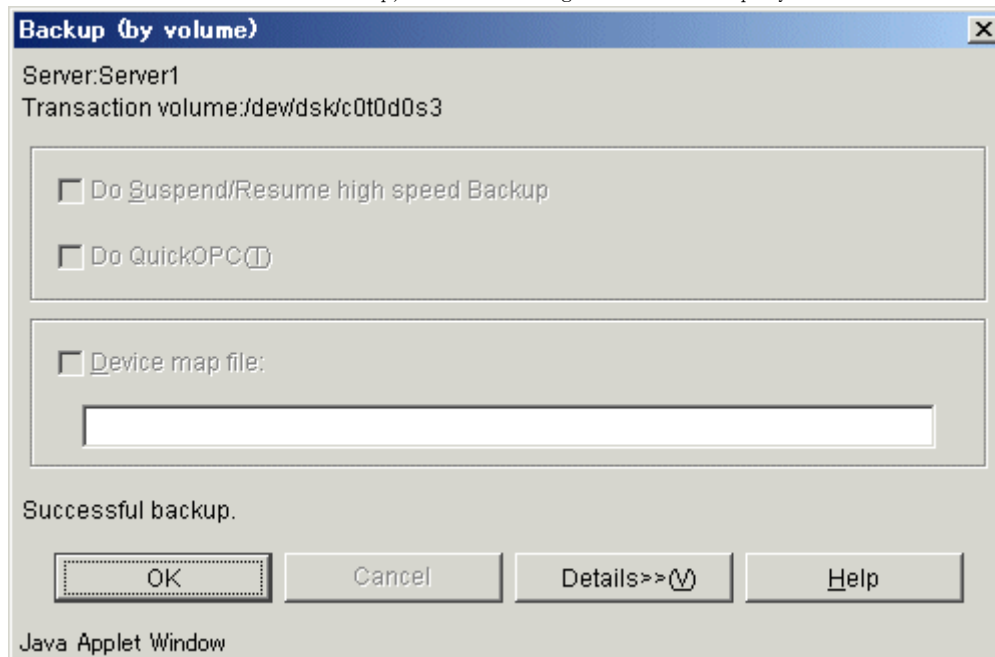 Backup (by volume)
Server:Server1
Transaction volume:/dev/dsk/c0t0d0s3
Do Suspend/Resume high speed Backup
Do QuickOPC(T)
Device map file:
Successful backup.
OK Cancel Details>>(V) Help
Java Applet Window